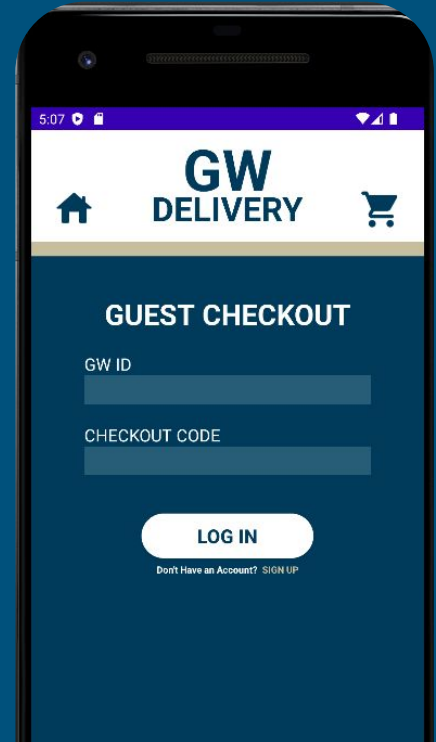 5:07
GW
DELIVERY
GUEST CHECKOUT
GW ID
CHECKOUT CODE
LOG IN
Don't Have an Account? SIGN UP